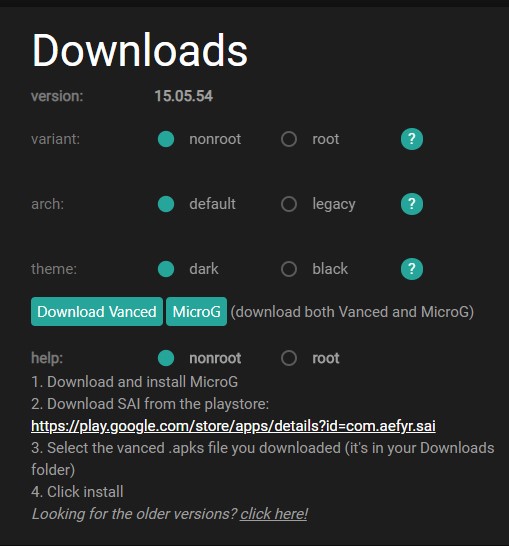 Downloads
version: 15.05.54
variant: nonroot root ?
arch: default legacy ?
theme: dark black ?
Download Vanced MicroG (download both Vanced and MicroG)
help: nonroot root
1. Download and install MicroG
2. Download SAI from the playstore:
https://play.google.com/store/apps/details?id=com.aefyr.sai
3. Select the vanced .apks file you downloaded (it's in your Downloads
folder)
4. Click install
Looking for the older versions? click here!